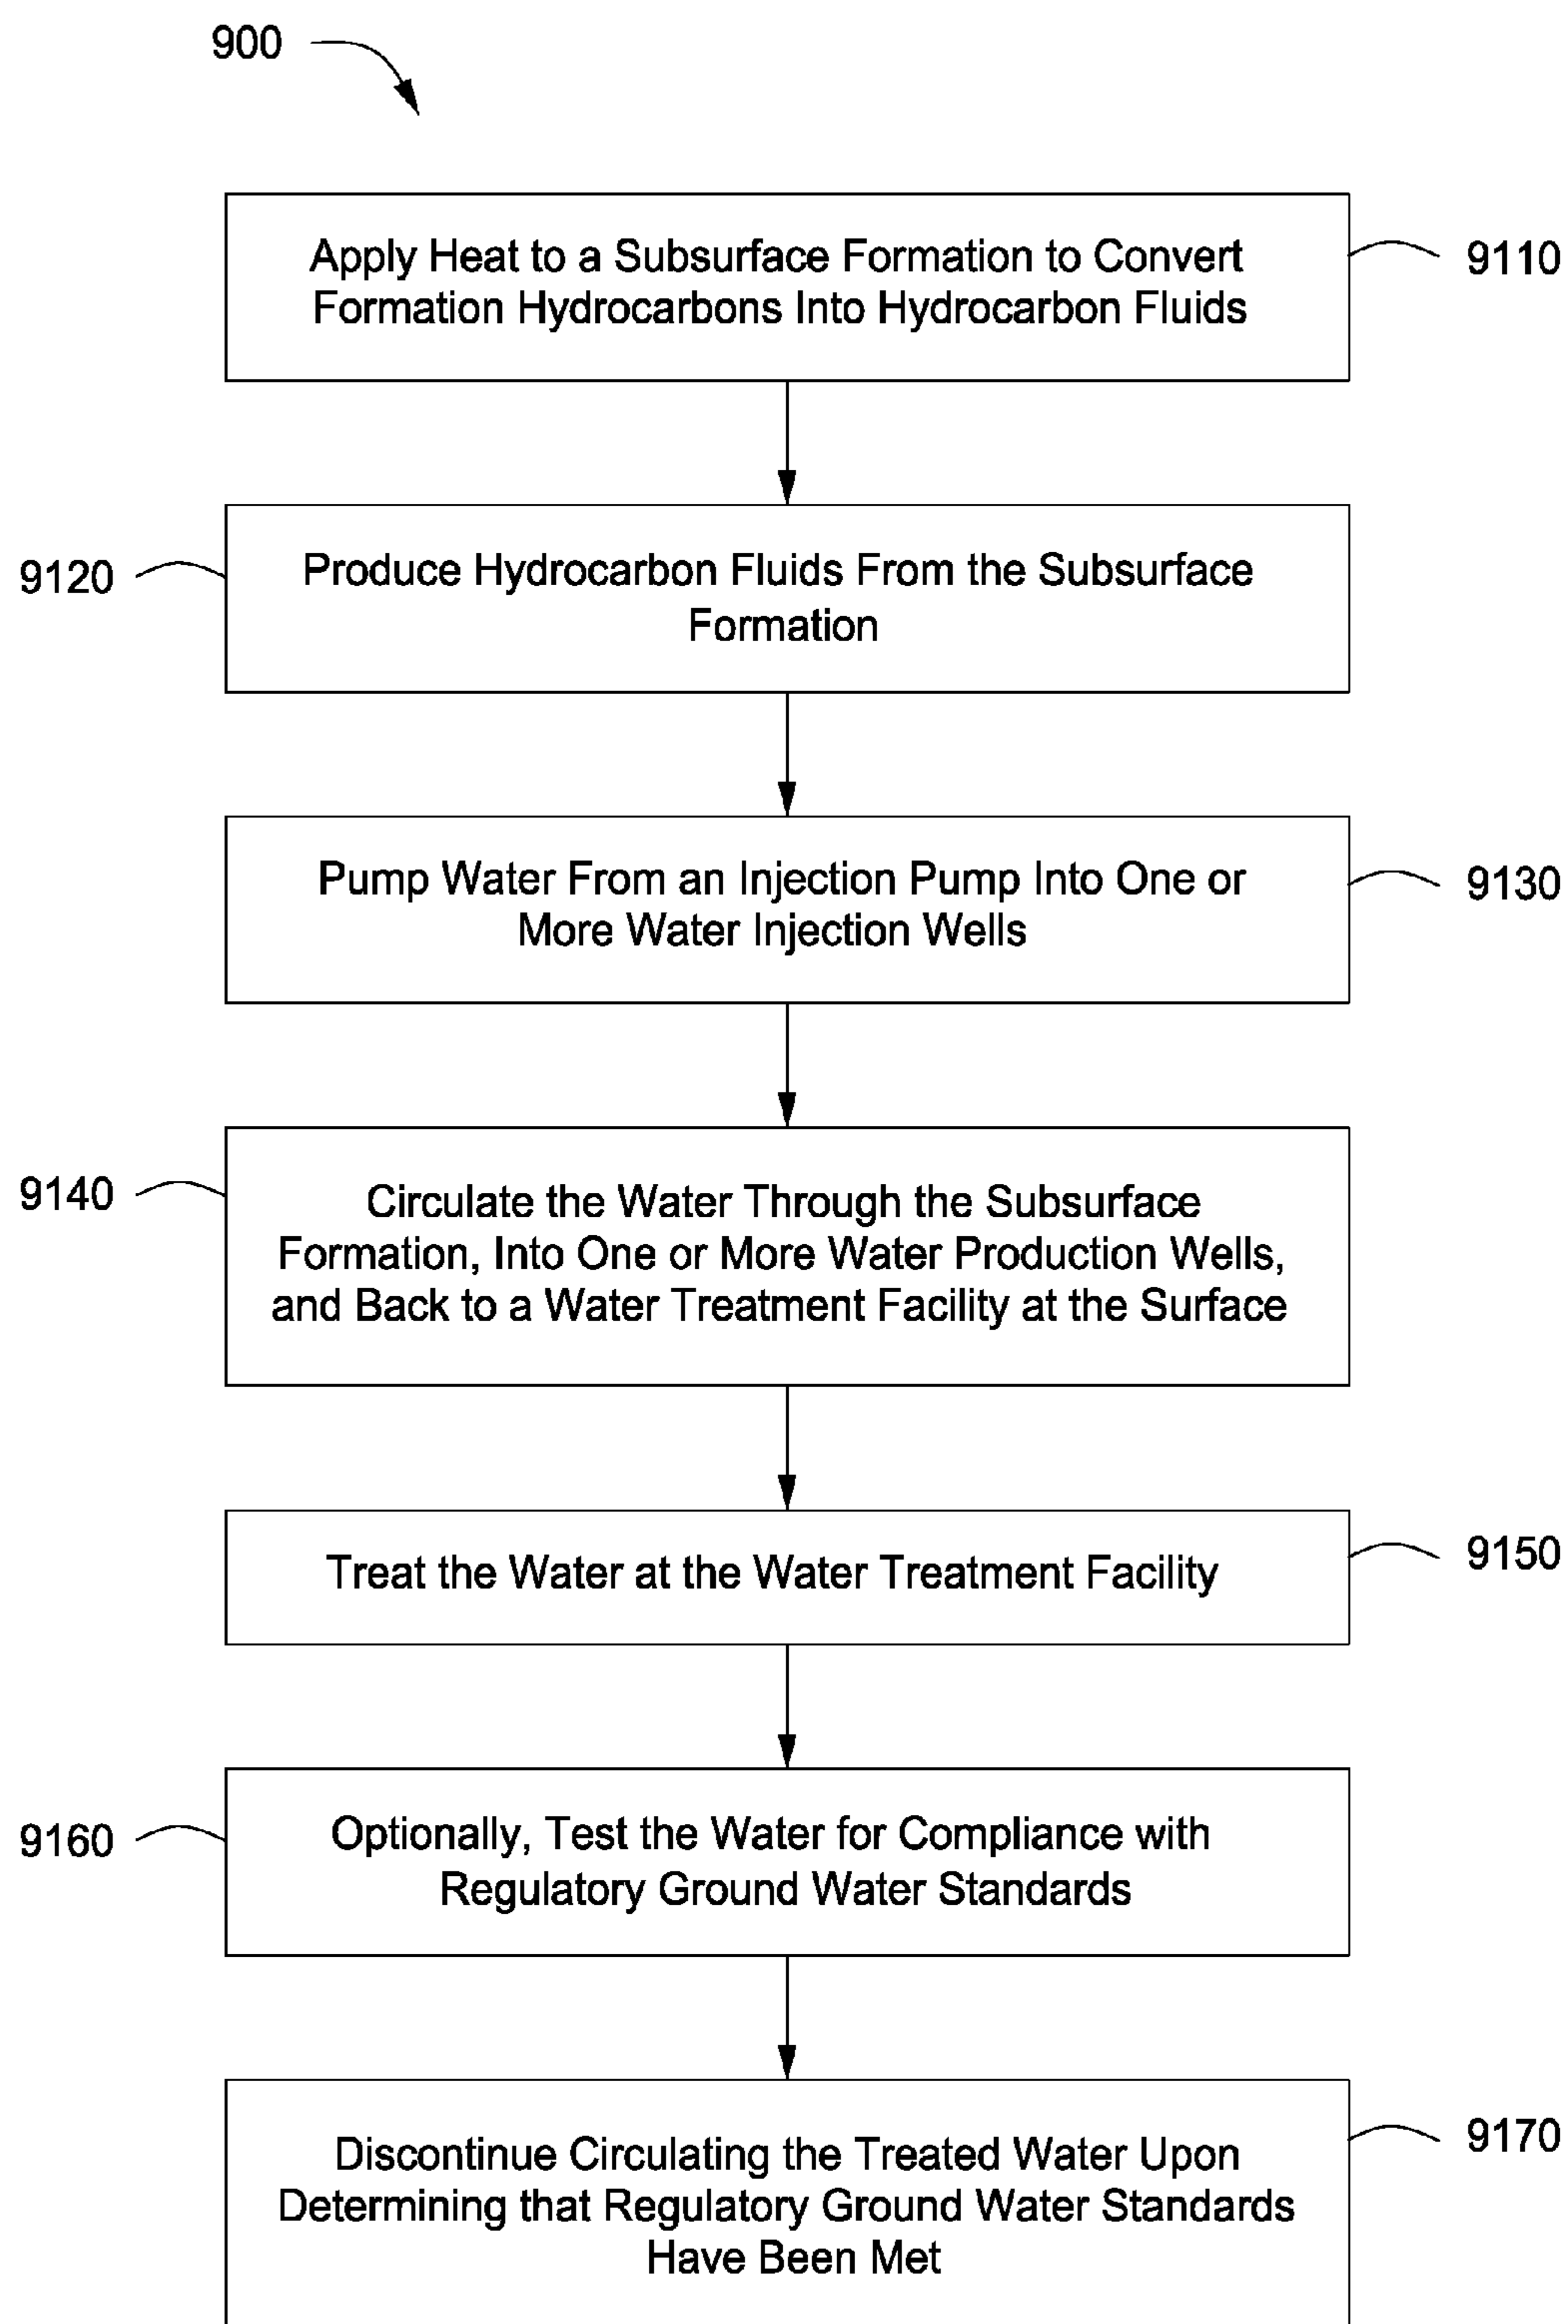 900
Apply Heat to a Subsurface Formation to Convert
Formation Hydrocarbons Into Hydrocarbon Fluids
9110
9120
Produce Hydrocarbon Fluids From the Subsurface
Formation
Pump Water From an Injection Pump Into One or
More Water Injection Wells
9130
9140
Circulate the Water Through the Subsurface
Formation, Into One or More Water Production Wells,
and Back to a Water Treatment Facility at the Surface
Treat the Water at the Water Treatment Facility
9150
9160
Optionally, Test the Water for Compliance with
Regulatory Ground Water Standards
Discontinue Circulating the Treated Water Upon
Determining that Regulatory Ground Water Standards
Have Been Met
9170